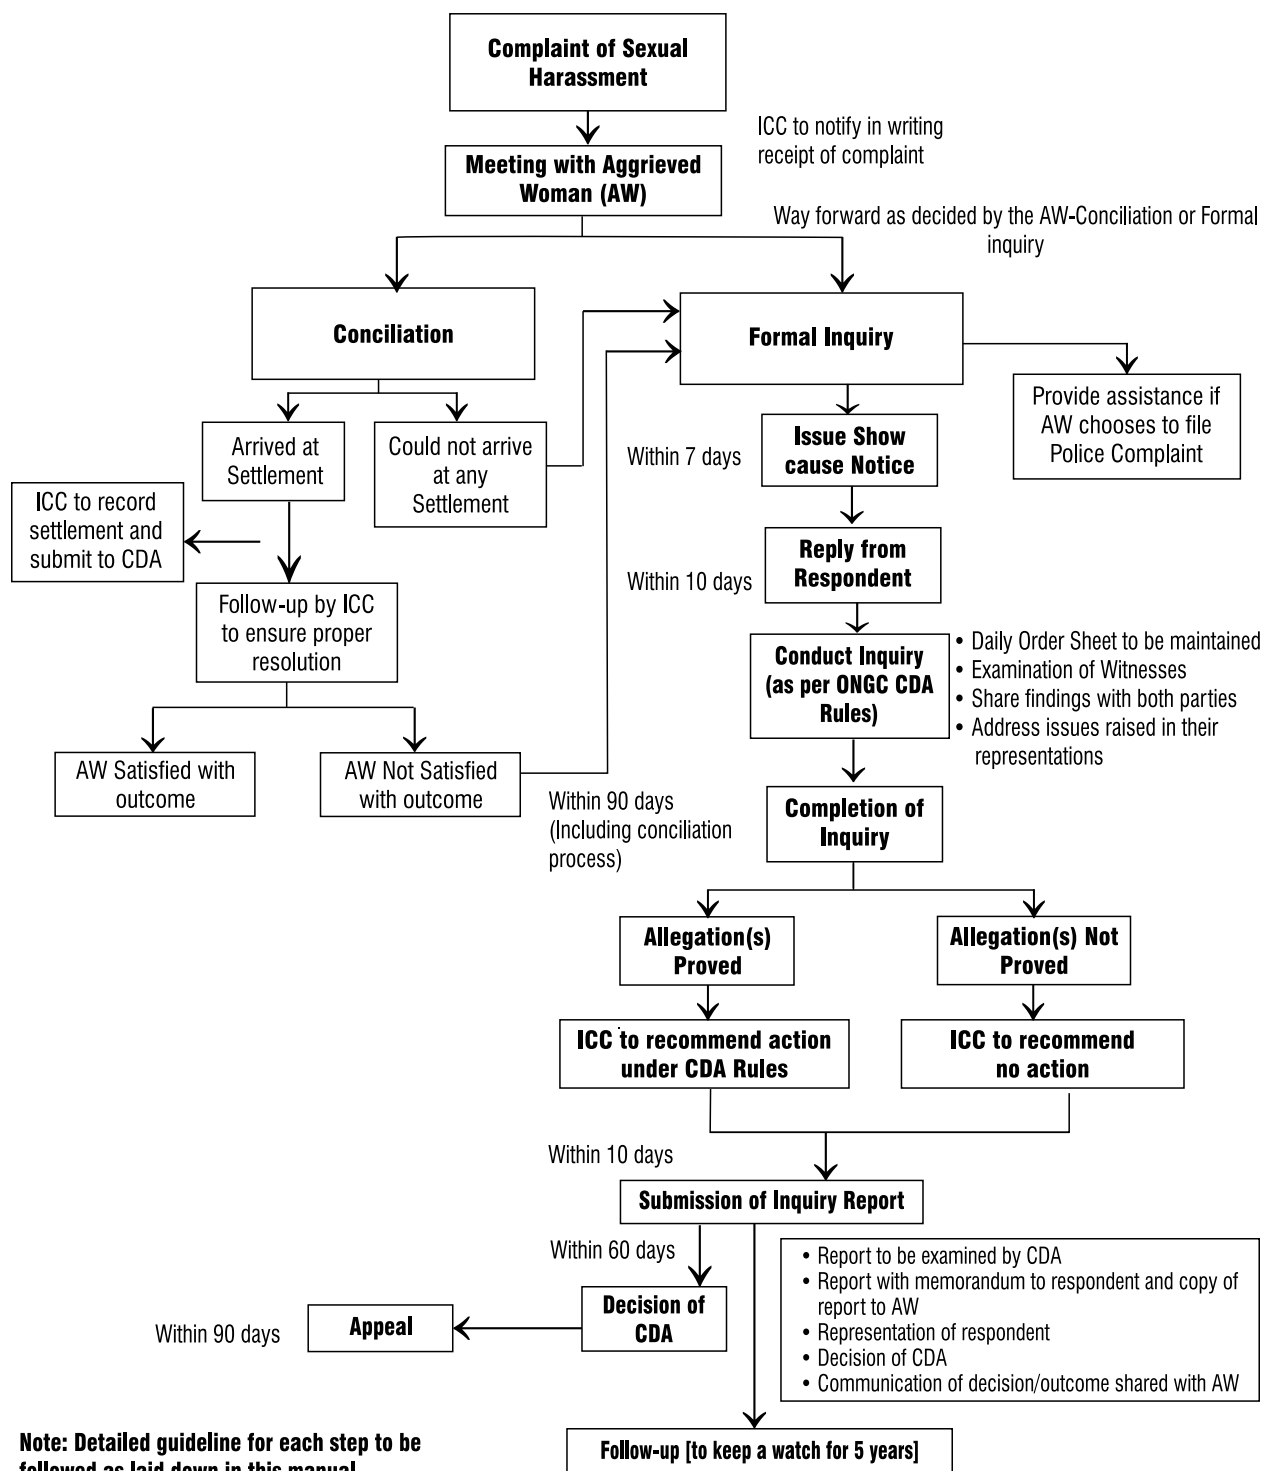 Complaint of Sexual
Harassment
ICC to notify in writing
receipt of complaint
Meeting with Aggrieved
Woman (AW)
Way forward as decided by the AW-Conciliation or Formal
inquiry
Conciliation
Formal Inquiry
Arrived at
Settlement
Could not arrive
at any
Settlement
Provide assistance if
AW chooses to file
Police Complaint
Within 7 days
Issue Show
cause Notice
ICC to record
settlement and
submit to CDA
Within 10 days
Reply from
Respondent
Follow-up by ICC
to ensure proper
resolution
Conduct Inquiry
(as per ONGC CDA
Rules)
• Daily Order Sheet to be maintained
• Examination of Witnesses
• Share findings with both parties
• Address issues raised in their
representations
AW Satisfied with
outcome
AW Not Satisfied
with outcome
Within 90 days
(Including conciliation
process)
Completion of
Inquiry
Allegation(s)
Proved
Allegation(s) Not
Proved
ICC to recommend action
under CDA Rules
ICC to recommend
no action
Within 10 days
Submission of Inquiry Report
Within 60 days
Decision of
CDA
Appeal
Within 90 days
• Report to be examined by CDA
• Report with memorandum to respondent and copy of
report to AW
• Representation of respondent
• Decision of CDA
• Communication of decision/outcome shared with AW
Follow-up [to keep a watch for 5 years]
Note: Detailed guideline for each step to be
followed as laid down in this manual